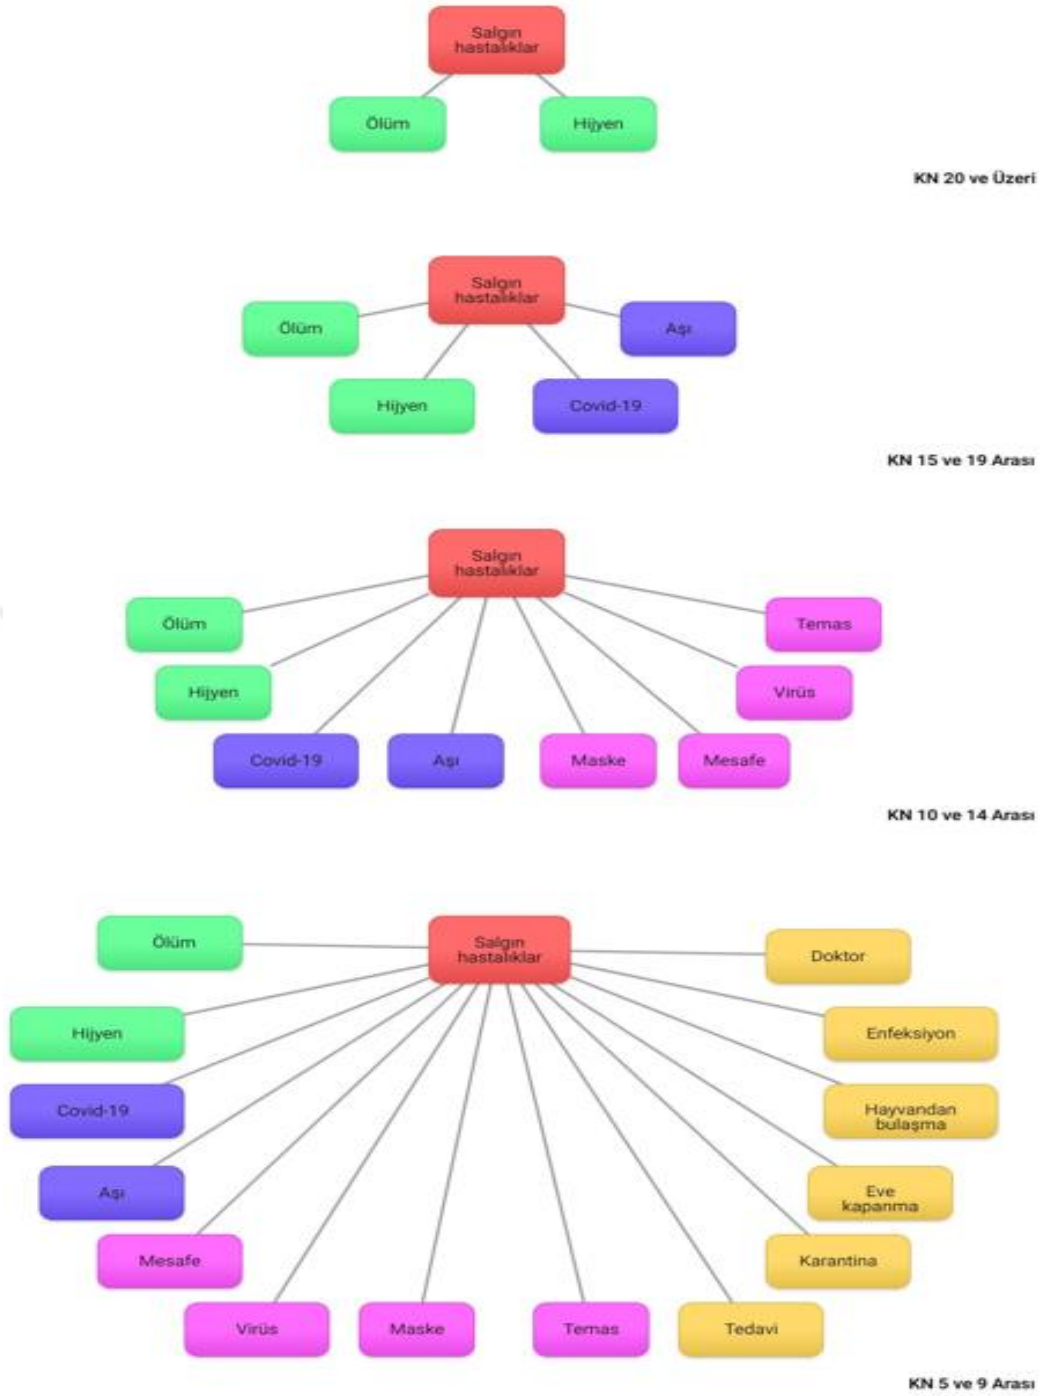 Salgın
hastalıklar
Ölüm
Hijyen
KN 20 ve Üzeri
Salgın
hastalıklar
Ölüm
Aşı
Hijyen
Covid-19
KN 15 ve 19 Arası
Salgın
hastalıklar
Ölüm
Temas
Hijyen
Virüs
Covid-19
Aşı
Maske
Mesafe
KN 10 ve 14 Arası
Ölüm
Salgın
hastalıklar
Doktor
Hijyen
Enfeksiyon
Covid-19
Hayvandan
bulaşma
Aşı
Eve
kapanma
Mesafe
Karantina
Virüs
Maske
Temas
Tedavi
KN 5 ve 9 Arası